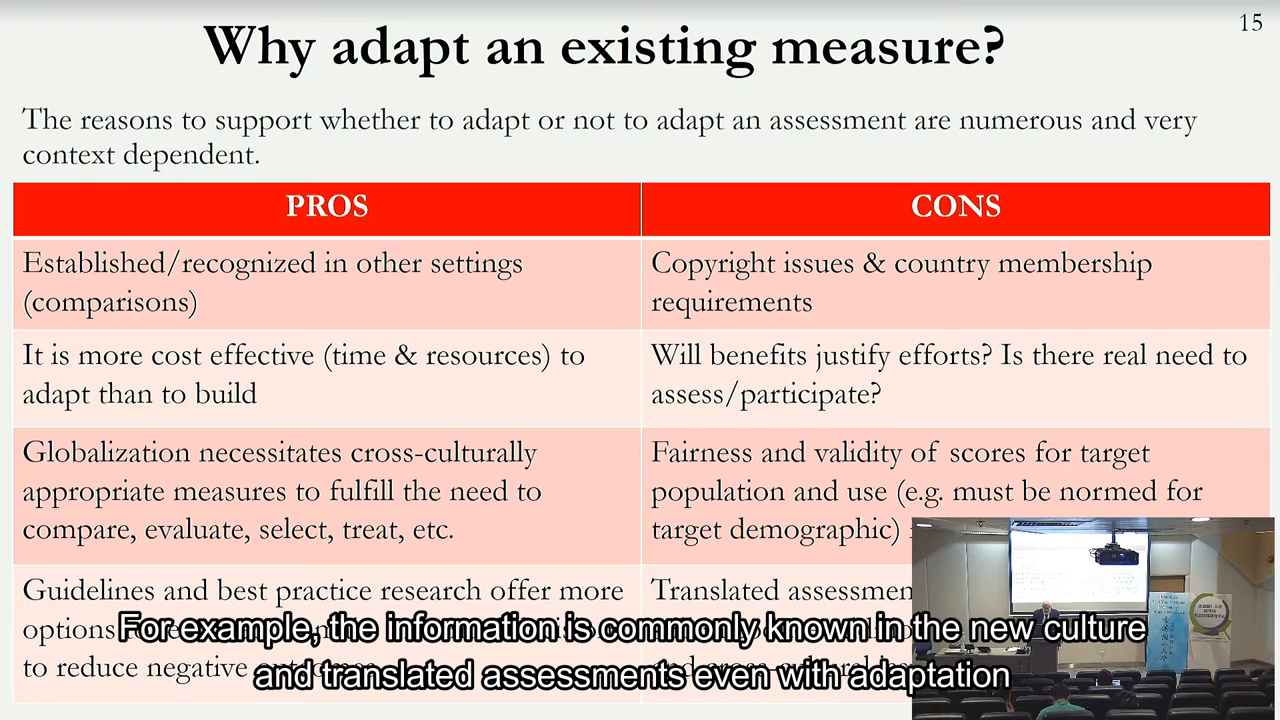 15
Why adapt an existing measure?
The reasons to support whether to adapt or not to adapt an assessment are numerous and very
context dependent.
PROS
CONS
Established/recognized in other settings
(comparisons)
Copyright issues & country membership
requirements
It is more cost effective (time & resources) to
adapt than to build
Will benefits justify efforts? Is there real need to
assess/participate?
Globalization necessitates cross-culturally
appropriate measures to fulfill the need to
compare, evaluate, select, treat, etc.
Fairness and validity of scores for target
population and use (e.g. must be normed for
target demographic)
Guidelines and best practice research offer more
options
to reduce negative
Translated
For example, the information is commonly known in the new culture
and translated assessments even with adaptation